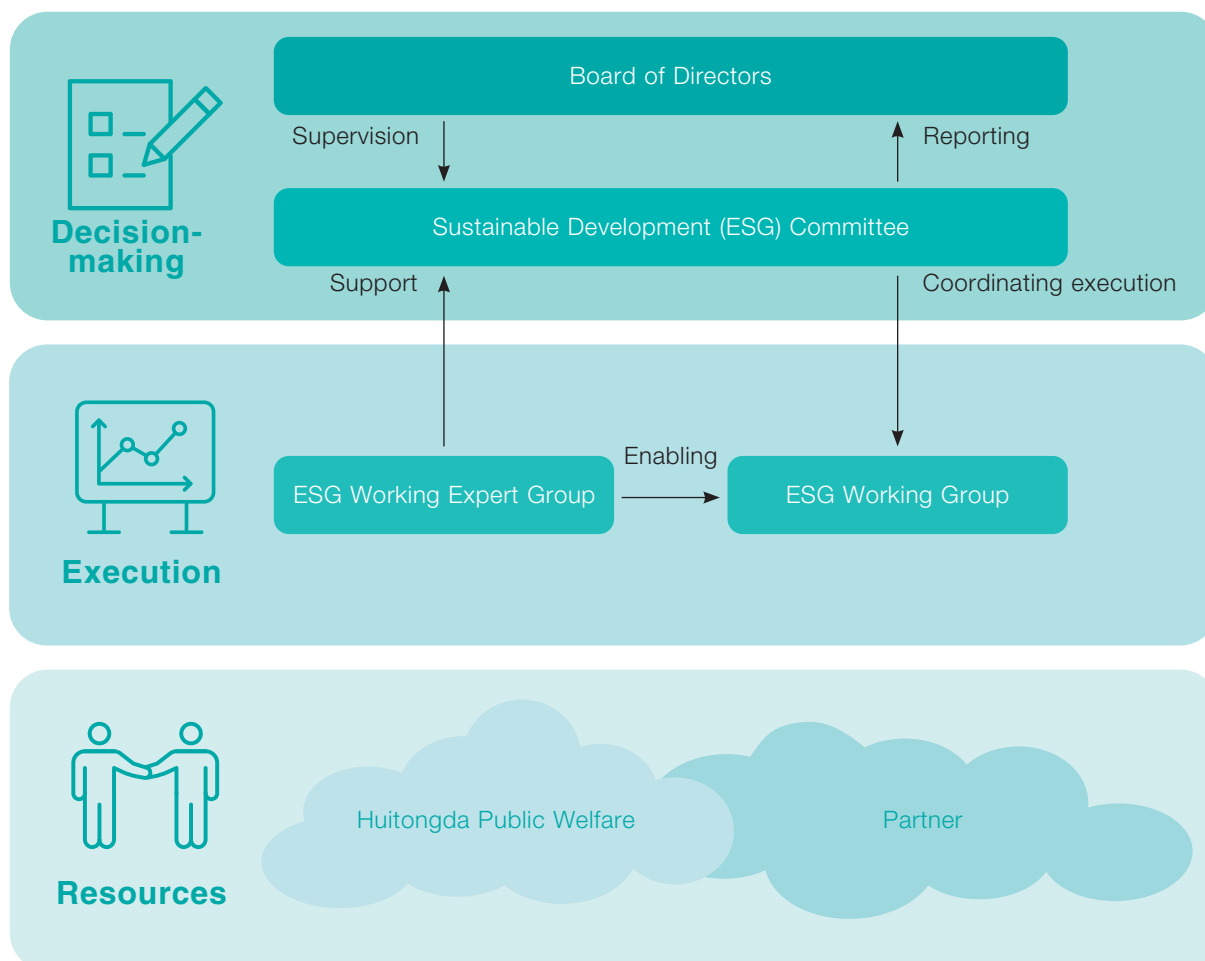 Board of Directors
Supervision
Reporting
Decision-
making
Sustainable Development (ESG) Committee
Support
Coordinating execution
Execution
Enabling
ESG Working Expert Group
ESG Working Group
Resources
Huitongda Public Welfare
Partner